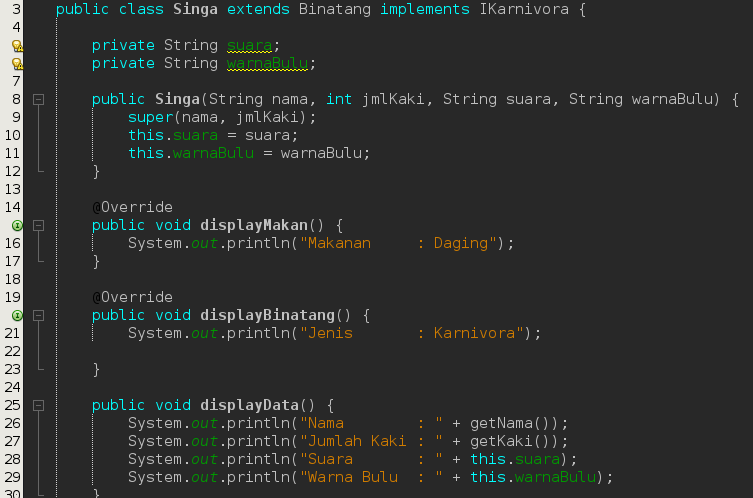 3 public class Singa extends Binatang implements IKarnivora {
4
private String suara;
private String warnaBulu;
7
8 public Singa(String nama, int jmlKaki, String suara, String warnaBulu) {
9 super(nama, jmlKaki);
10 this.suara = suara;
11 this.warnaBulu = warnaBulu;
12 }
13
14 @Override
public void displayMakan() {
16 System.out.println("Makanan     : Daging");
17 }
18
19 @Override
public void displayBinatang() {
21 System.out.println("Jenis       : Karnivora");
22
23 }
24
25 public void displayData() {
26 System.out.println("Nama        : " + getNama());
27 System.out.println("Jumlah Kaki : " + getKaki());
28 System.out.println("Suara       : " + this.suara);
29 System.out.println("Warna Bulu  : " + this.warnaBulu);
30 }